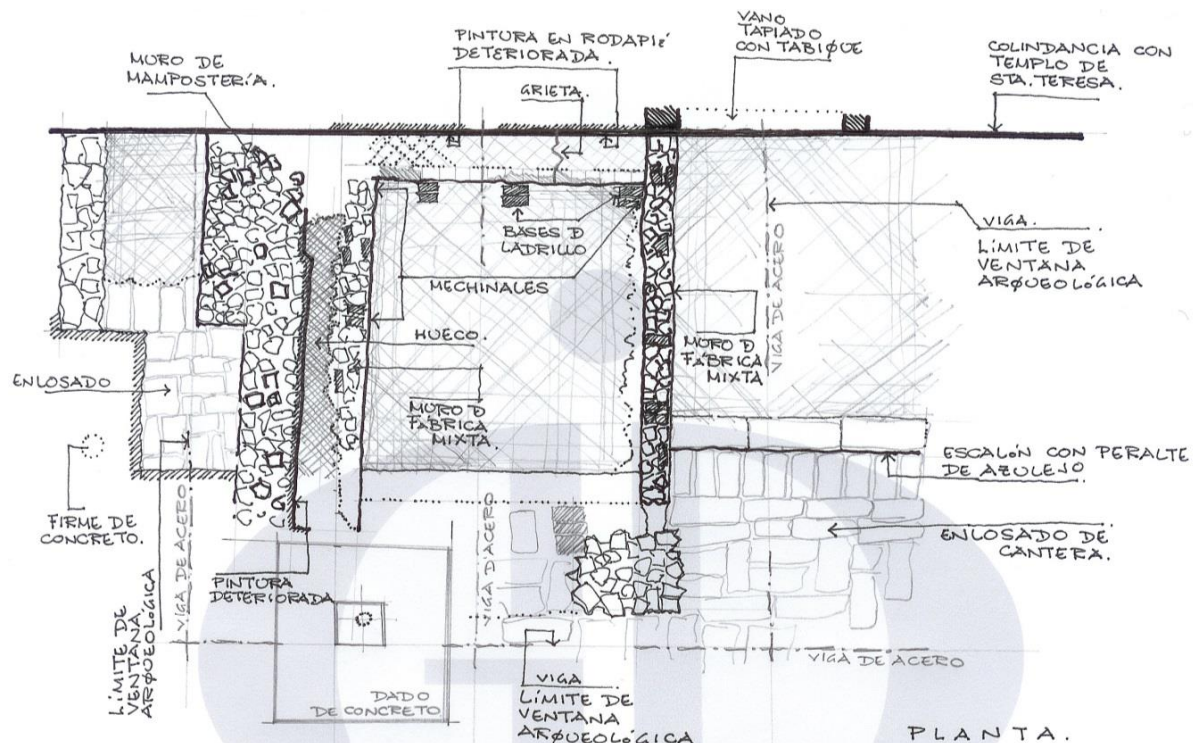 VANO
TAPIADO
CON TABIQUE
PINTURA EN RODAPIÉ
DETERIORADA.
COLINDANCIA CON
TEMPLO DE
STA. TERESA.
MURO DE
MAMPOSTERÍA.
GRIETA.
BASES D
LADRILLO
VIGA.
LÍMITE DE
VENTANA
ARQUEOLÓGICA
VIGA DE ACERO
MECHINALES
HUECO.
MURO D
FÁBRICA
MIXTA
ENLOSADO
MURO D
FÁBRICA
MIXTA.
ESCALÓN CON PERALTE
DE AZULEJO.
FIRME DE
CONCRETO.
ENLOSADO DE
CANTERA.
VIGA DE ACERO
VIGA D'ACERO
PINTURA
DETERIORADA
LÍMITE DE
VENTANA
ARQUEOLÓGICA
VIGA DE ACERO
DADO
DE CONCRETO
VIGA
LÍMITE DE
VENTANA
ARQUEOLÓGICA
PLANTA.